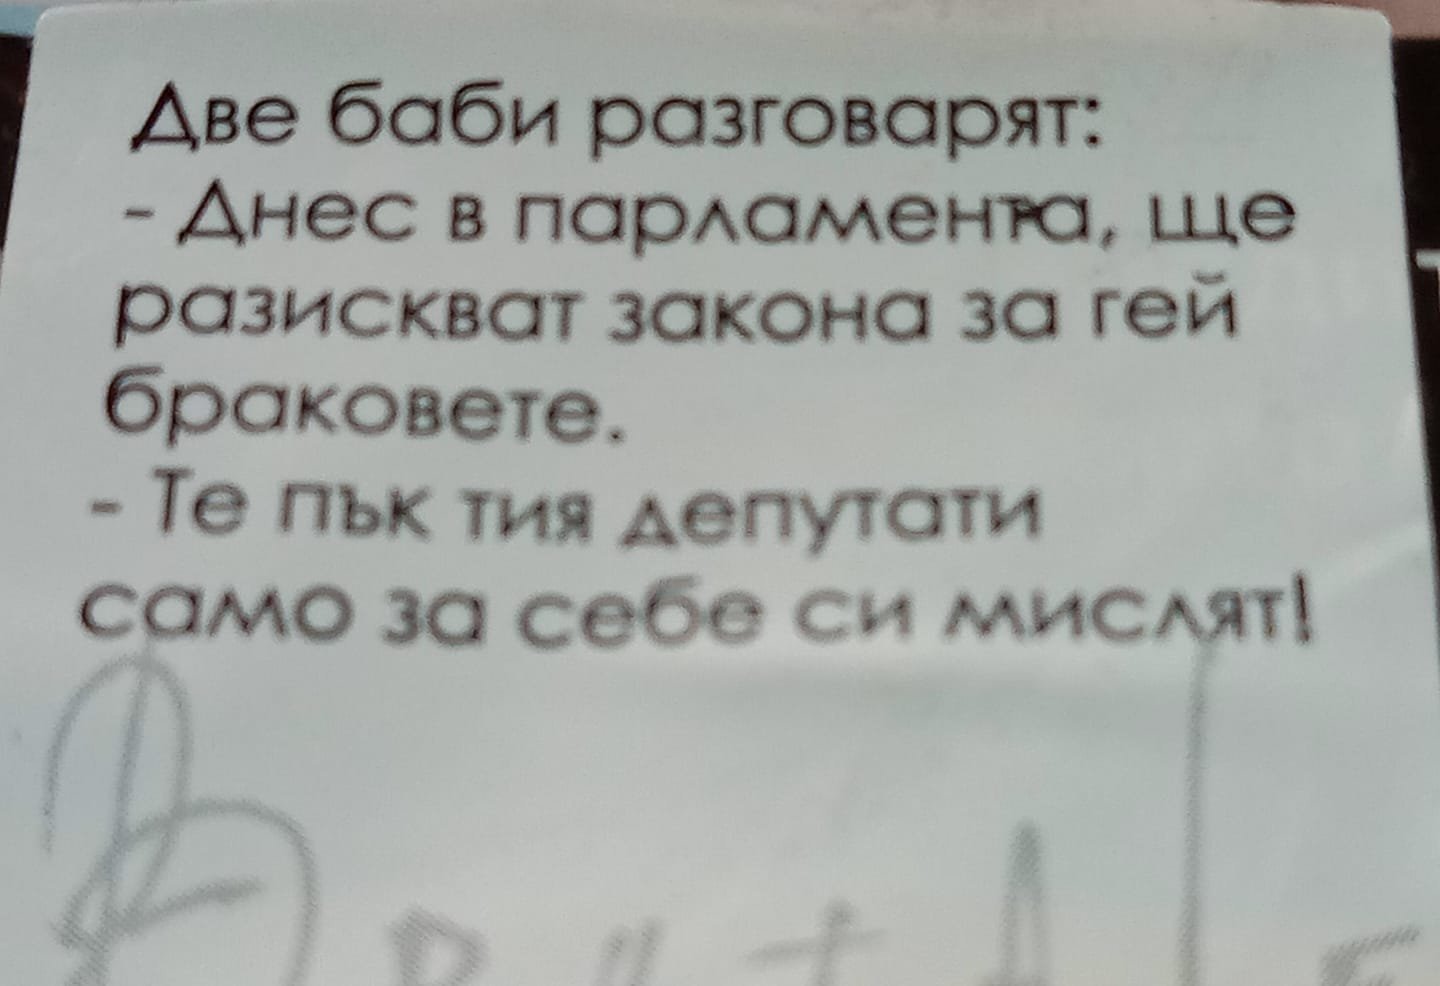 Две баби разговарят:
- Днес в парламента, ще
разискват закона за гей
браковете.
- Те пък тия депутати
само за себе си мислят!